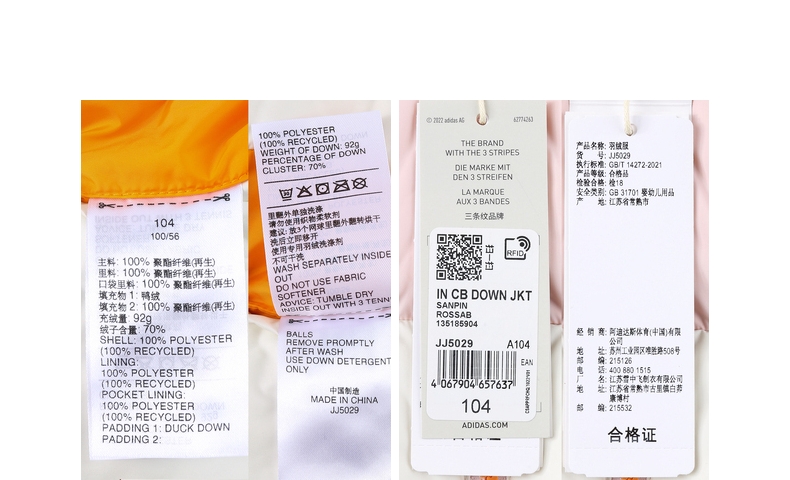 104
100/56
主料: 100% 聚酯纤维(再生)
里料: 100% 聚酯纤维(再生)
口袋里料: 100% 聚酯纤维(再生)
填充物 1: 鸭绒
填充物 2: 100% 聚酯纤维(再生)
充绒量: 92g
绒子含量: 70%
SHELL: 100% POLYESTER
(100% RECYCLED)
LINING:
100% POLYESTER
(100% RECYCLED)
POCKET LINING:
100% POLYESTER
(100% RECYCLED)
PADDING 1: DUCK DOWN
PADDING 2:
100% POLYESTER
(100% RECYCLED)
WEIGHT OF DOWN: 92g
PERCENTAGE OF DOWN
CLUSTER: 70%
里翻外单独洗涤
请勿使用织物柔软剂
建议: 放3个网球里翻外翻转烘干
洗后立即移开
使用专用羽绒洗涤剂
不可干洗
WASH SEPARATELY INSIDE
OUT
DO NOT USE FABRIC
SOFTENER
ADVICE: TUMBLE DRY
INSIDE OUT WITH 3 TENNIS
BALLS
REMOVE PROMPTLY
AFTER WASH
USE DOWN DETERGENT
ONLY
中国制造
MADE IN CHINA
JJ5029
© 2022 adidas AG
62774263
THE BRAND
WITH THE 3 STRIPES
DIE MARKE MIT
DEN 3 STREIFEN
LA MARQUE
AUX 3 BANDES
三条纹品牌
RFID
IN CB DOWN JKT
SANPIN
ROSSAB
135185904
JJ5029 A104
EAN
4 067904 657637
104
ADIDAS.COM
合格证
品名称: 羽绒服
货 号: JJ5029
执行标准: GB/T 14272-2021
产品等级: 合格品
检验合格: 检18
安全类别: GB 31701 婴幼儿用品
产 地: 江苏省常熟市
经 销 商: 阿迪达斯体育(中国)有限
公司
地 址: 苏州工业园区唯胜路508号
邮 编: 215126
电 话: 400 880 1515
厂 名: 江苏雪中飞制衣有限公司
地 址: 江苏省常熟市古里镇白茆
康博村
邮 编: 215532
合格证